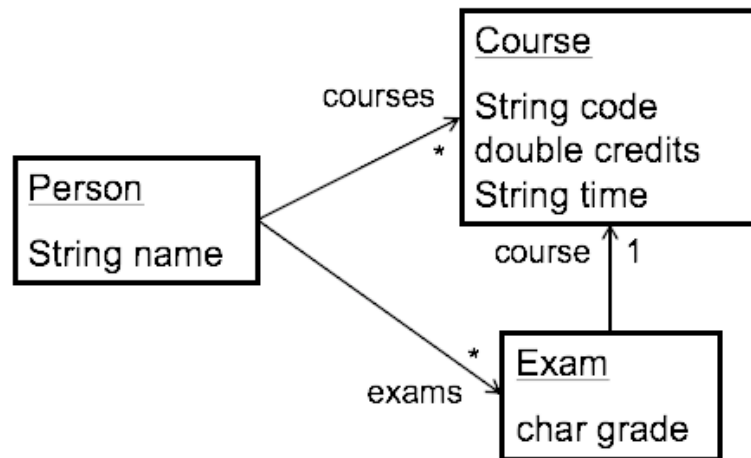 Course
String code
double credits
String time
courses
*
Person
String name
course 1
*
exams
Exam
char grade